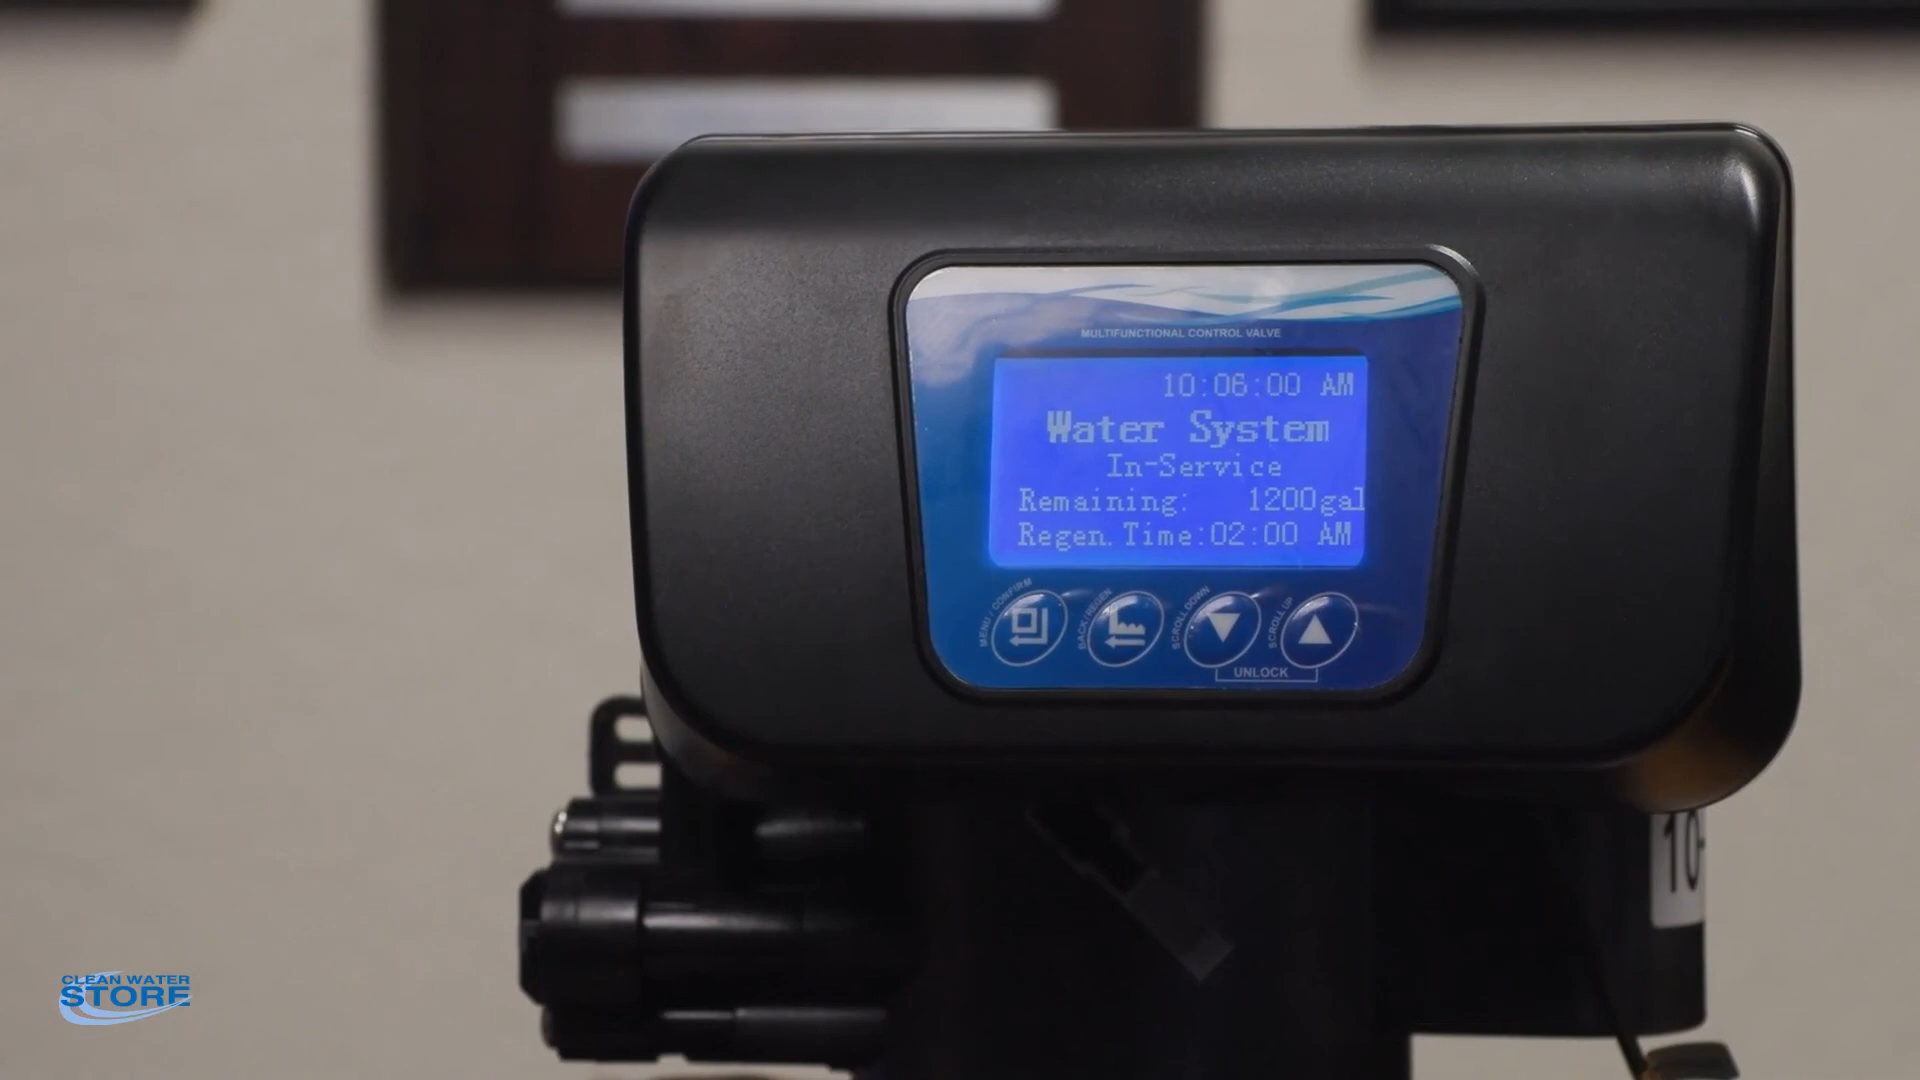 MULTIFUNCTIONAL CONTROL VALVE
10:06:00 AM
Water System
In-Service
Remaining: 1200gal
Regen.Time:02:00 AM
MENU / CONFIRM
BACK/REGEN
SCROLL DOWN
SCROLL UP
UNLOCK
10-
CLEAN WATER
STORE